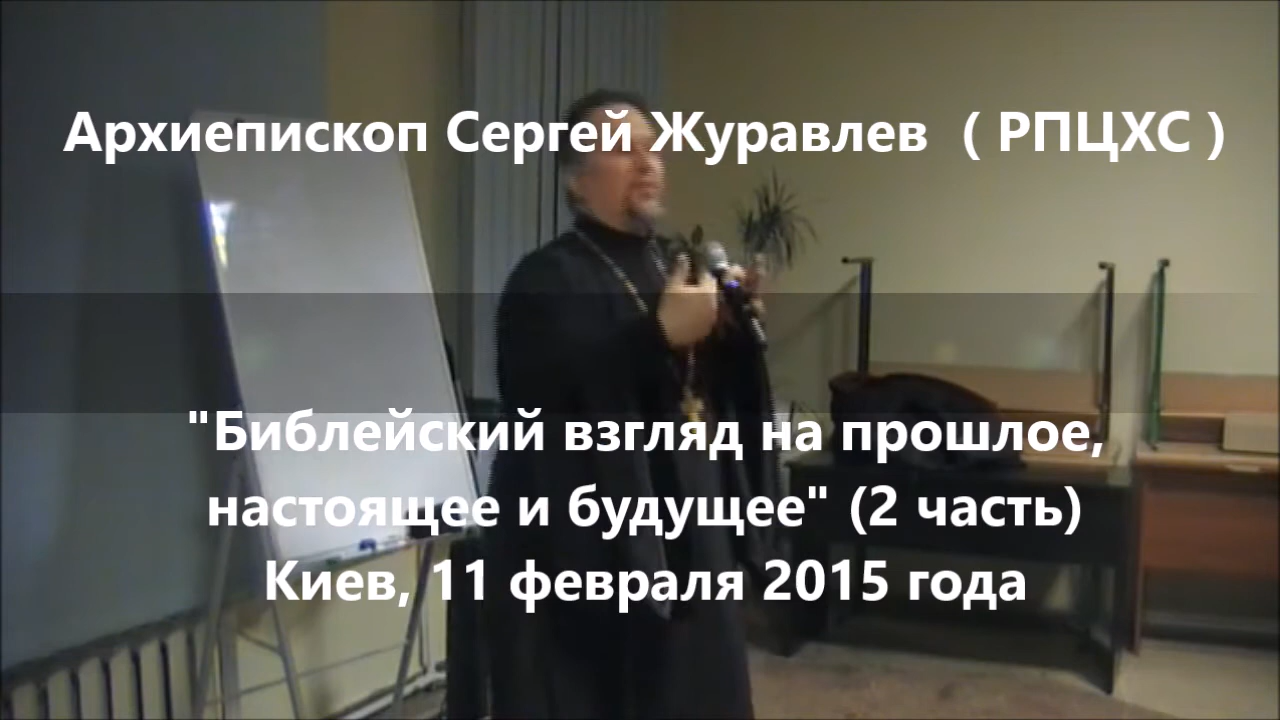 Архиепископ Сергей Журавлев ( РПЦХС )
"Библейский взгляд на прошлое,
настоящее и будущее" (2 часть)
Киев, 11 февраля 2015 года